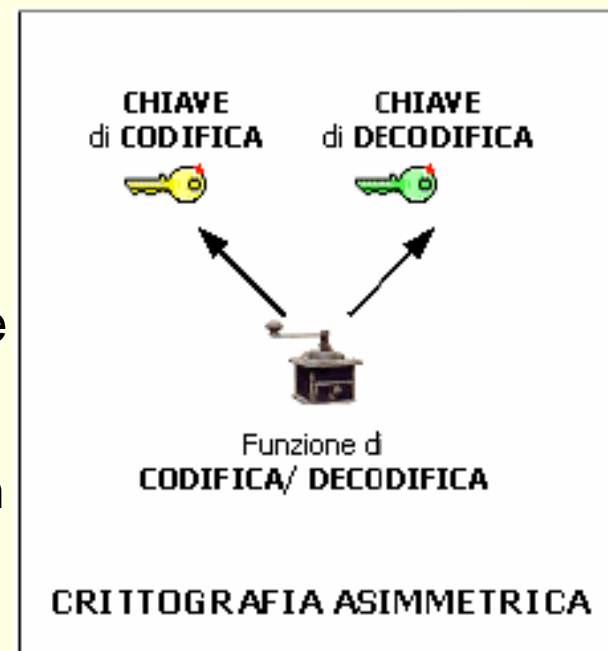 CHIAVE
di CODIFICA
CHIAVE
di DECODIFICA
e
Funzione di
CODIFICA/ DECODIFICA
CRITTOGRAFIA ASIMMETRICA